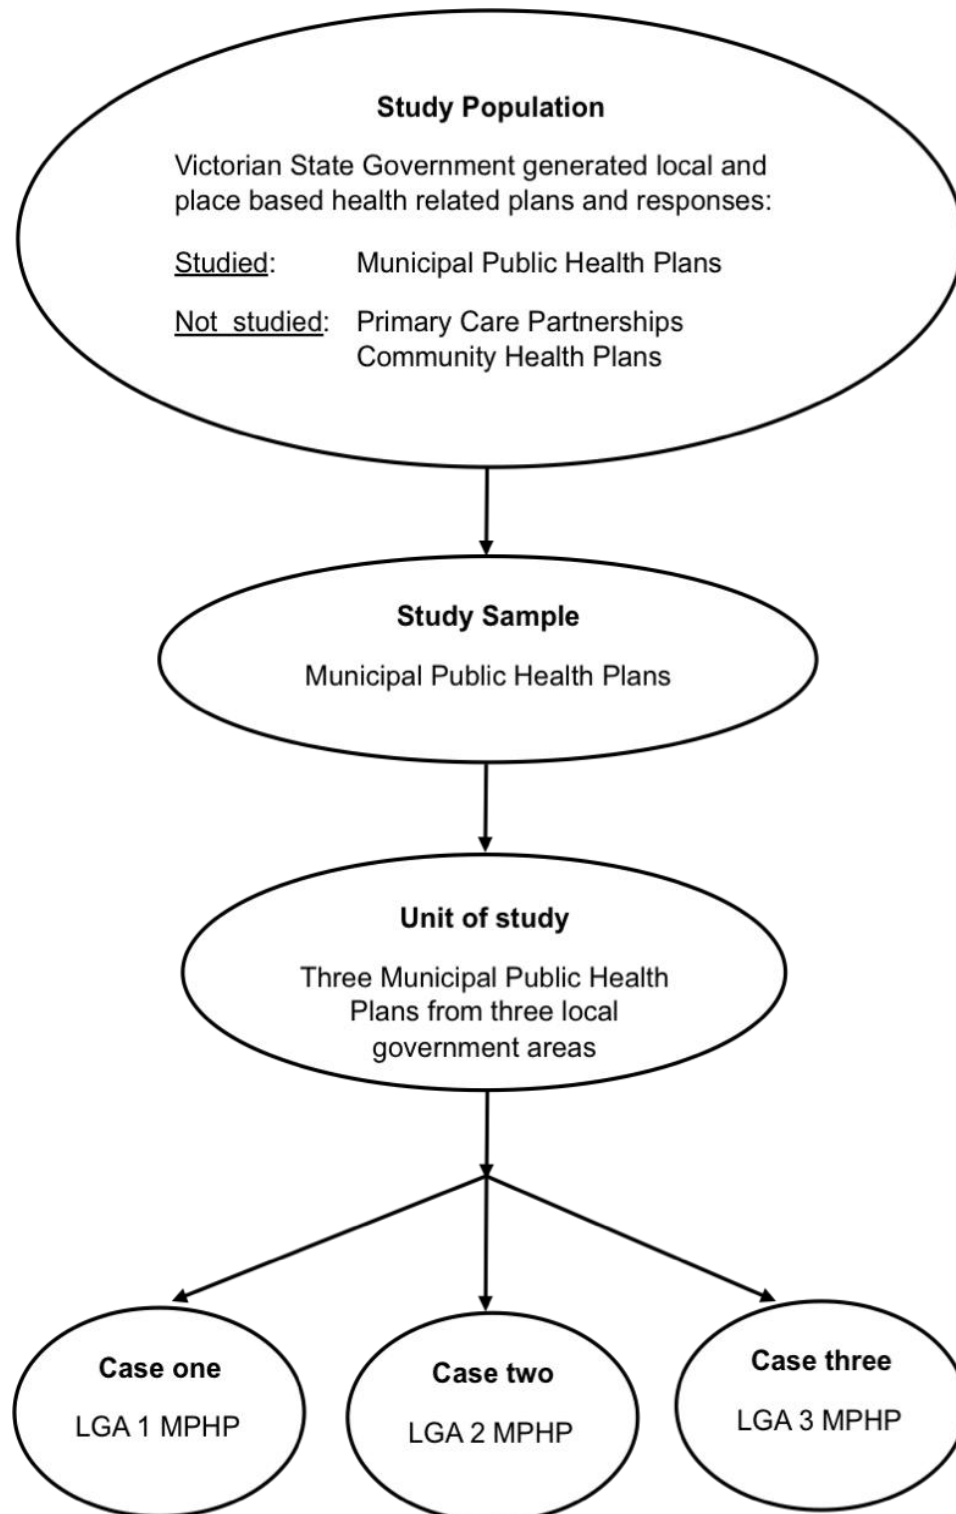 Study Population
Victorian State Government generated local and
place based health related plans and responses:
Studied: Municipal Public Health Plans
Not studied: Primary Care Partnerships
Community Health Plans
Study Sample
Municipal Public Health Plans
Unit of study
Three Municipal Public Health
Plans from three local
government areas
Case one
LGA 1 MPHP
Case two
LGA 2 MPHP
Case three
LGA 3 MPHP